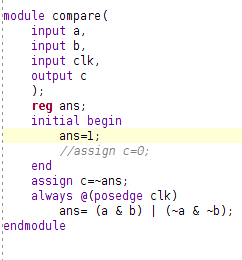 module compare(
input a,
input b,
input clk,
output c
);
reg ans;
initial begin
ans=1;
//assign c=0;
end
assign c=~ans;
always @(posedge clk)
ans= (a & b) | (~a & ~b);
endmodule